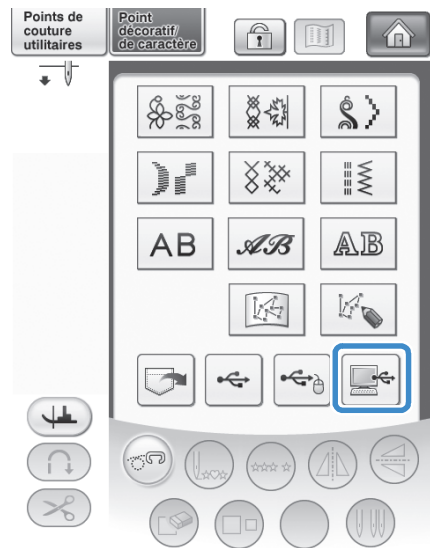 Points de
couture
utilitaires
Point
décoratif/
de caractère
AB
AB
AB